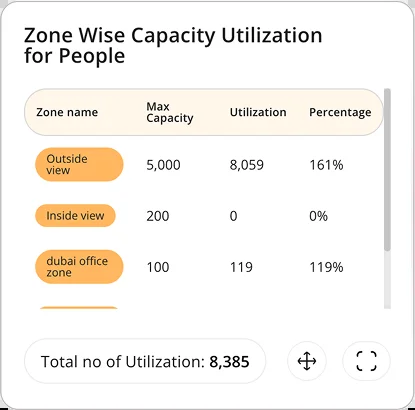 Zone Wise Capacity Utilization
for People
Zone name Max Capacity Utilization Percentage
Outside view 5,000 8,059 161%
Inside view 200 0 0%
dubai office zone 100 119 119%
Total no of Utilization: 8,385